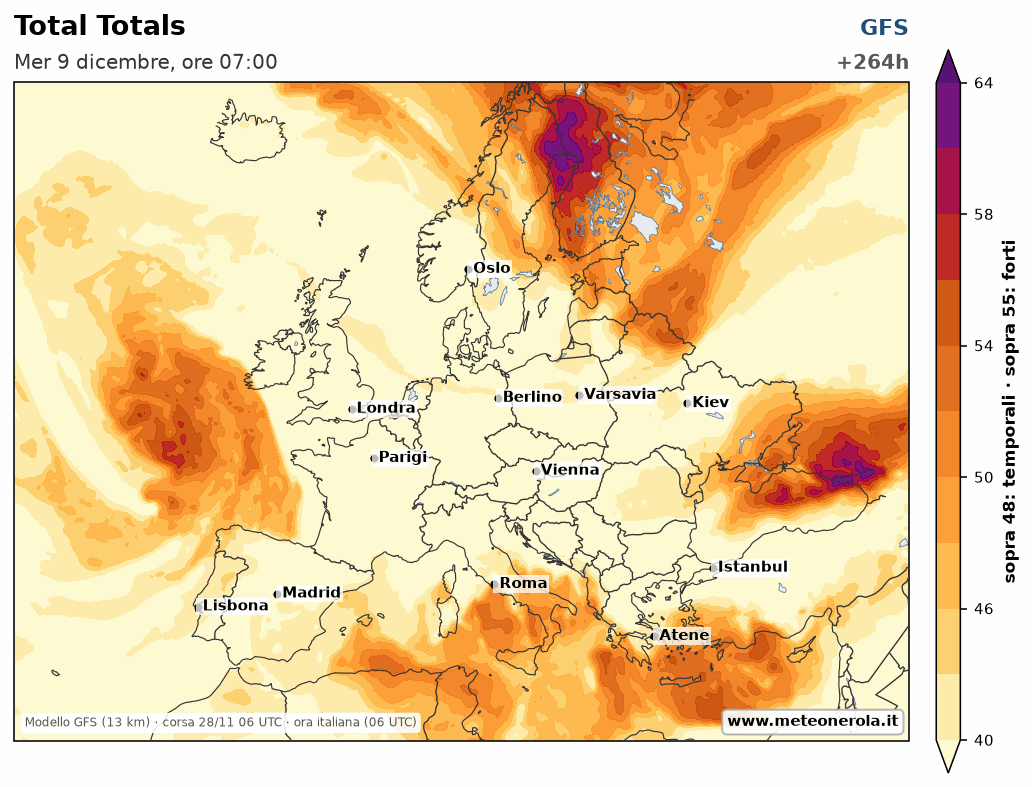 Total Totals
GFS
Mer 9 dicembre, ore 07:00
+264h
64
58
54
50
46
40
sopra 48: temporali · sopra 55: forti
Oslo
Londra
Berlino
Varsavia
Kiev
Parigi
Vienna
Istanbul
Roma
Madrid
Lisbona
Atene
Modello GFS (13 km) · corsa 28/11 06 UTC · ora italiana (06 UTC)
www.meteonerola.it